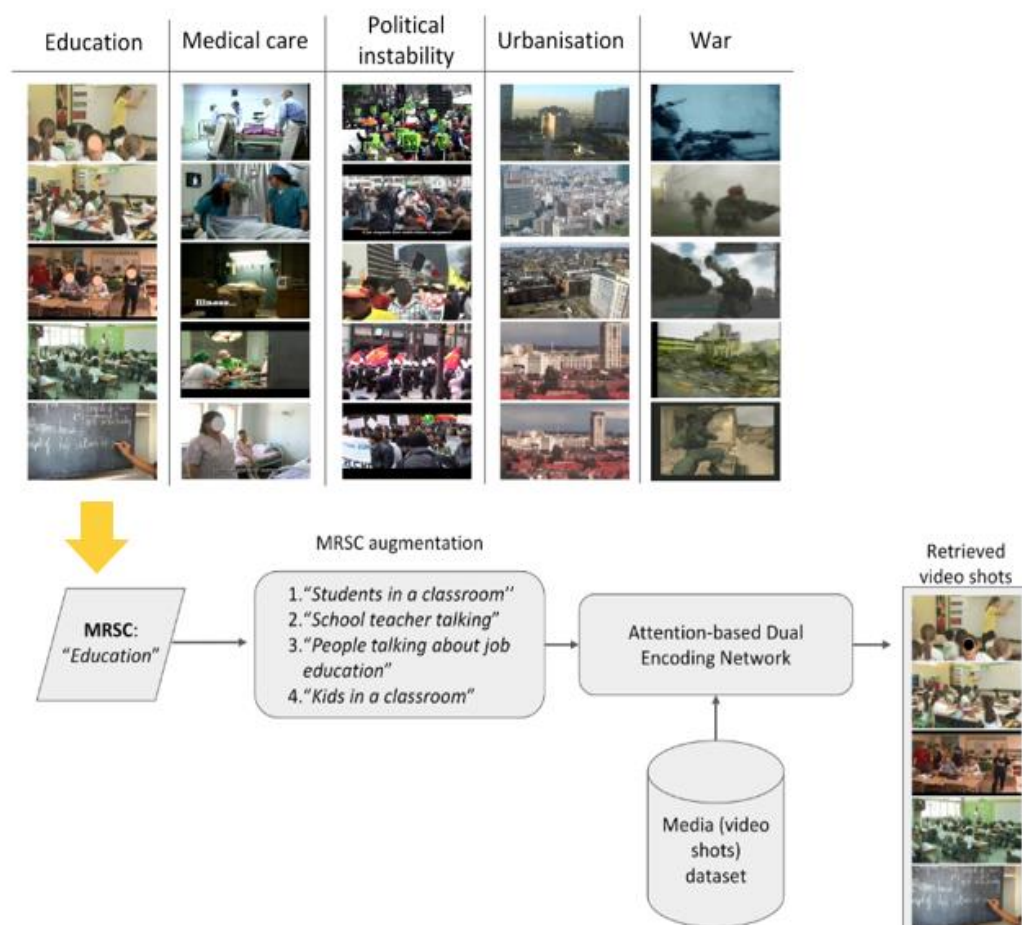 Education
Medical care
Political
instability
Urbanisation
War
Illness...
MRSC augmentation
MRSC:
"Education"
1."Students in a classroom"
2."School teacher talking"
3."People talking about job
education"
4."Kids in a classroom"
Attention-based Dual
Encoding Network
Media (video
shots)
dataset
Retrieved
video shots